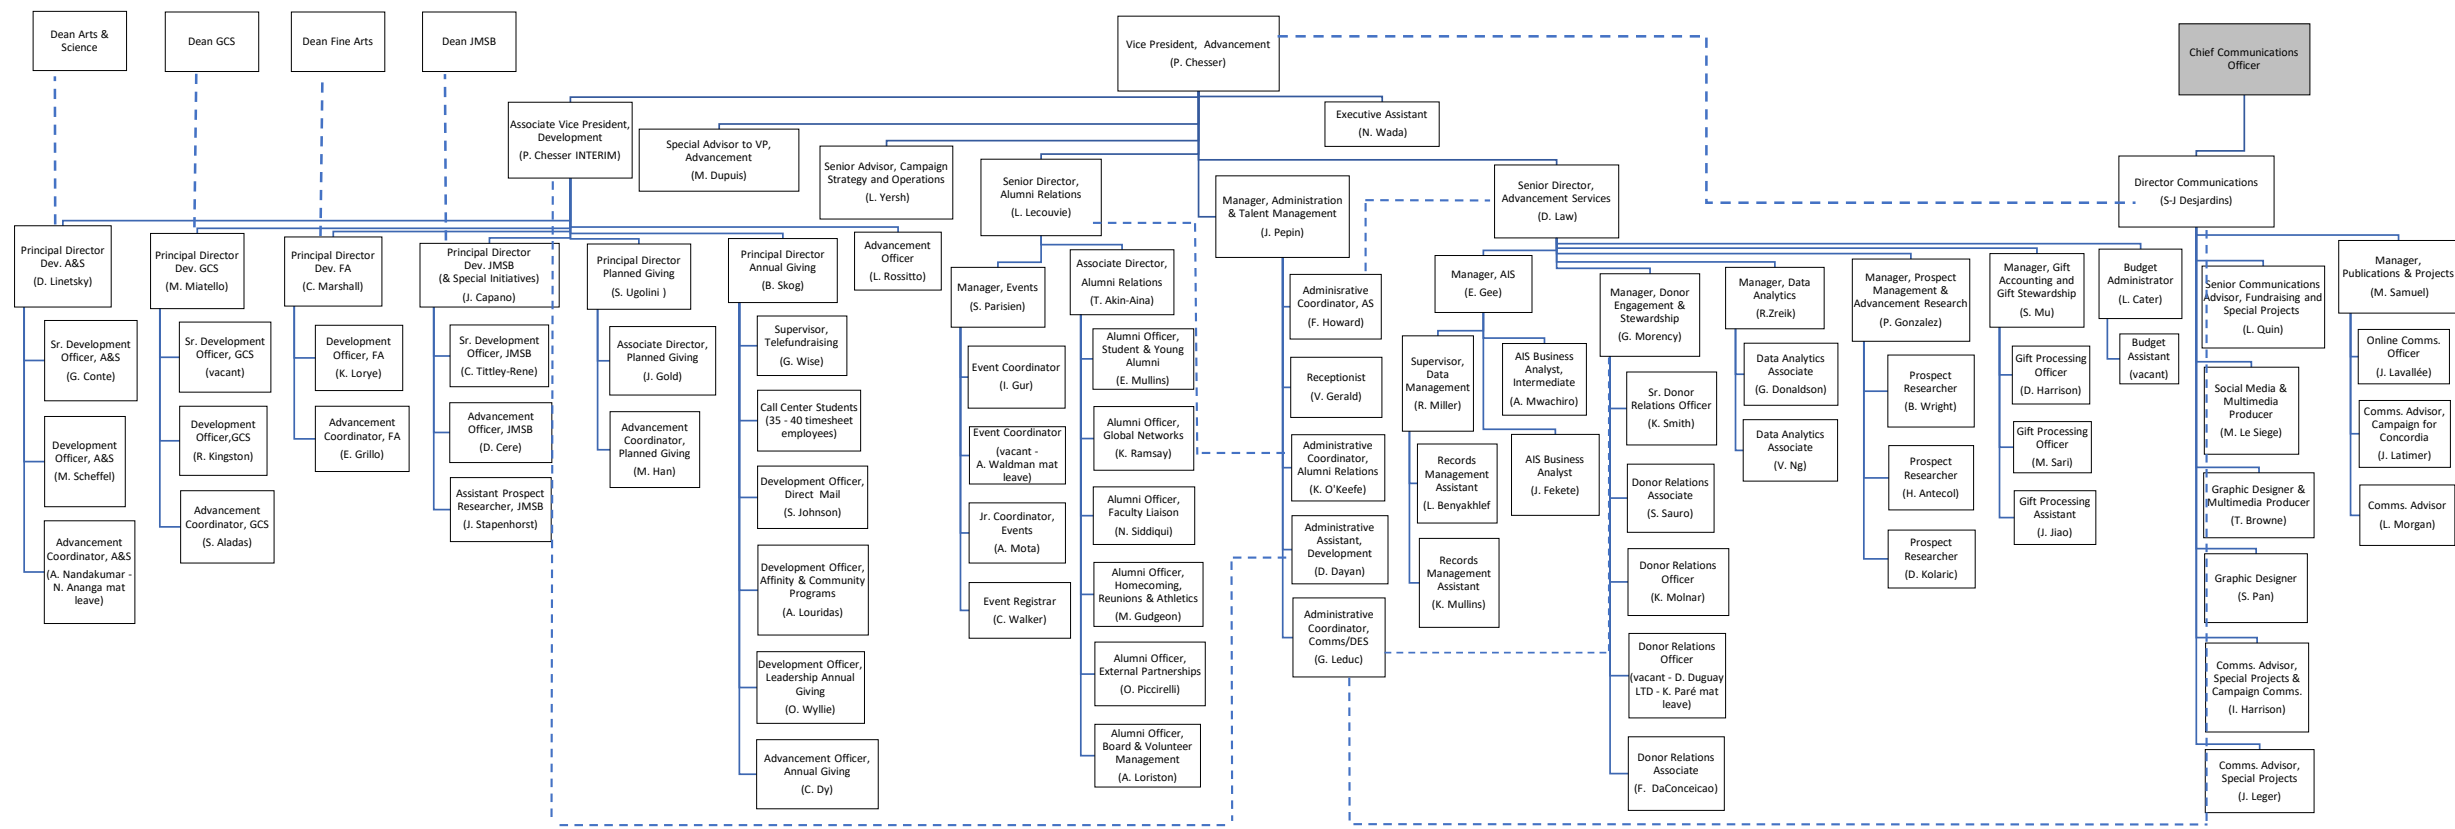 Dean Arts &
Science
Dean GCS
Dean Fine Arts
Dean JMSB
Vice President, Advancement
(P. Chesser)
Chief Communications
Officer
Associate Vice President,
Development
(P. Chesser INTERIM)
Special Advisor to VP,
Advancement
(M. Dupuis)
Senior Advisor, Campaign
Strategy and Operations
(L. Yersh)
Executive Assistant
(N. Wada)
Senior Director,
Alumni Relations
(L. Lecouvie)
Manager, Administration
& Talent Management
(J. Pepin)
Senior Director,
Advancement Services
(D. Law)
Director Communications
(S-J Desjardins)
Principal Director
Dev. A&S
(D. Linetsky)
Sr. Development
Officer, A&S
(G. Conte)
Development
Officer, A&S
(M. Scheffel)
Advancement
Coordinator, A&S
(A. Nandakumar -
N. Ananga mat
leave)
Principal Director
Dev. GCS
(M. Miatello)
Sr. Development
Officer, GCS
(vacant)
Development
Officer,GCS
(R. Kingston)
Advancement
Coordinator, GCS
(S. Aladas)
Principal Director
Dev. FA
(C. Marshall)
Development
Officer, FA
(K. Lorye)
Advancement
Coordinator, FA
(E. Grillo)
Principal Director
Dev. JMSB
(& Special Initiatives)
(J. Capano)
Sr. Development
Officer, JMSB
(C. Tittley-Rene)
Advancement
Officer, JMSB
(D. Cere)
Assistant Prospect
Researcher, JMSB
(J. Stapenhorst)
Principal Director
Planned Giving
(S. Ugolini )
Associate Director,
Planned Giving
(J. Gold)
Advancement
Coordinator,
Planned Giving
(M. Han)
Principal Director
Annual Giving
(B. Skog)
Supervisor,
Telefundraising
(G. Wise)
Call Center Students
(35 - 40 timesheet
employees)
Development Officer,
Direct Mail
(S. Johnson)
Development Officer,
Affinity & Community
Programs
(A. Louridas)
Development Officer,
Leadership Annual
Giving
(O. Wyllie)
Advancement Officer,
Annual Giving
(C. Dy)
Advancement
Officer
(L. Rossitto)
Manager, Events
(S. Parisien)
Event Coordinator
(I. Gur)
Event Coordinator
(vacant -
A. Waldman mat
leave)
Jr. Coordinator,
Events
(A. Mota)
Event Registrar
(C. Walker)
Associate Director,
Alumni Relations
(T. Akin-Aina)
Alumni Officer,
Student & Young
Alumni
(E. Mullins)
Alumni Officer,
Global Networks
(K. Ramsay)
Alumni Officer,
Faculty Liaison
(N. Siddiqui)
Alumni Officer,
Homecoming,
Reunions & Athletics
(M. Gudgeon)
Alumni Officer,
External Partnerships
(O. Piccirelli)
Alumni Officer,
Board & Volunteer
Management
(A. Loriston)
Adminisrative
Coordinator, AS
(F. Howard)
Receptionist
(V. Gerald)
Administrative
Coordinator,
Alumni Relations
(K. O'Keefe)
Administrative
Assistant,
Development
(D. Dayan)
Administrative
Coordinator,
Comms/DES
(G. Leduc)
Manager, AIS
(E. Gee)
Supervisor,
Data
Management
(R. Miller)
Records
Management
Assistant
(L. Benyakhlef
Records
Management
Assistant
(K. Mullins)
AIS Business
Analyst,
Intermediate
(A. Mwachiro)
AIS Business
Analyst
(J. Fekete)
Manager, Donor
Engagement &
Stewardship
(G. Morency)
Sr. Donor
Relations Officer
(K. Smith)
Donor Relations
Associate
(S. Sauro)
Donor Relations
Officer
(K. Molnar)
Donor Relations
Officer
(vacant - D. Duguay
LTD - K. Paré mat
leave)
Donor Relations
Associate
(F. DaConceicao)
Manager, Data
Analytics
(R.Zreik)
Data Analytics
Associate
(G. Donaldson)
Data Analytics
Associate
(V. Ng)
Manager, Prospect
Management &
Advancement Research
(P. Gonzalez)
Prospect
Researcher
(B. Wright)
Prospect
Researcher
(H. Antecol)
Prospect
Researcher
(D. Kolaric)
Manager, Gift
Accounting and
Gift Stewardship
(S. Mu)
Gift Processing
Officer
(D. Harrison)
Gift Processing
Officer
(M. Sari)
Gift Processing
Assistant
(J. Jiao)
Budget
Administrator
(L. Cater)
Budget
Assistant
(vacant)
Senior Communications
Advisor, Fundraising and
Special Projects
(L. Quin)
Social Media &
Multimedia
Producer
(M. Le Siege)
Graphic Designer &
Multimedia Producer
(T. Browne)
Graphic Designer
(S. Pan)
Comms. Advisor,
Special Projects &
Campaign Comms.
(I. Harrison)
Comms. Advisor,
Special Projects
(J. Leger)
Manager,
Publications & Projects
(M. Samuel)
Online Comms.
Officer
(J. Lavallée)
Comms. Advisor,
Campaign for
Concordia
(J. Latimer)
Comms. Advisor
(L. Morgan)